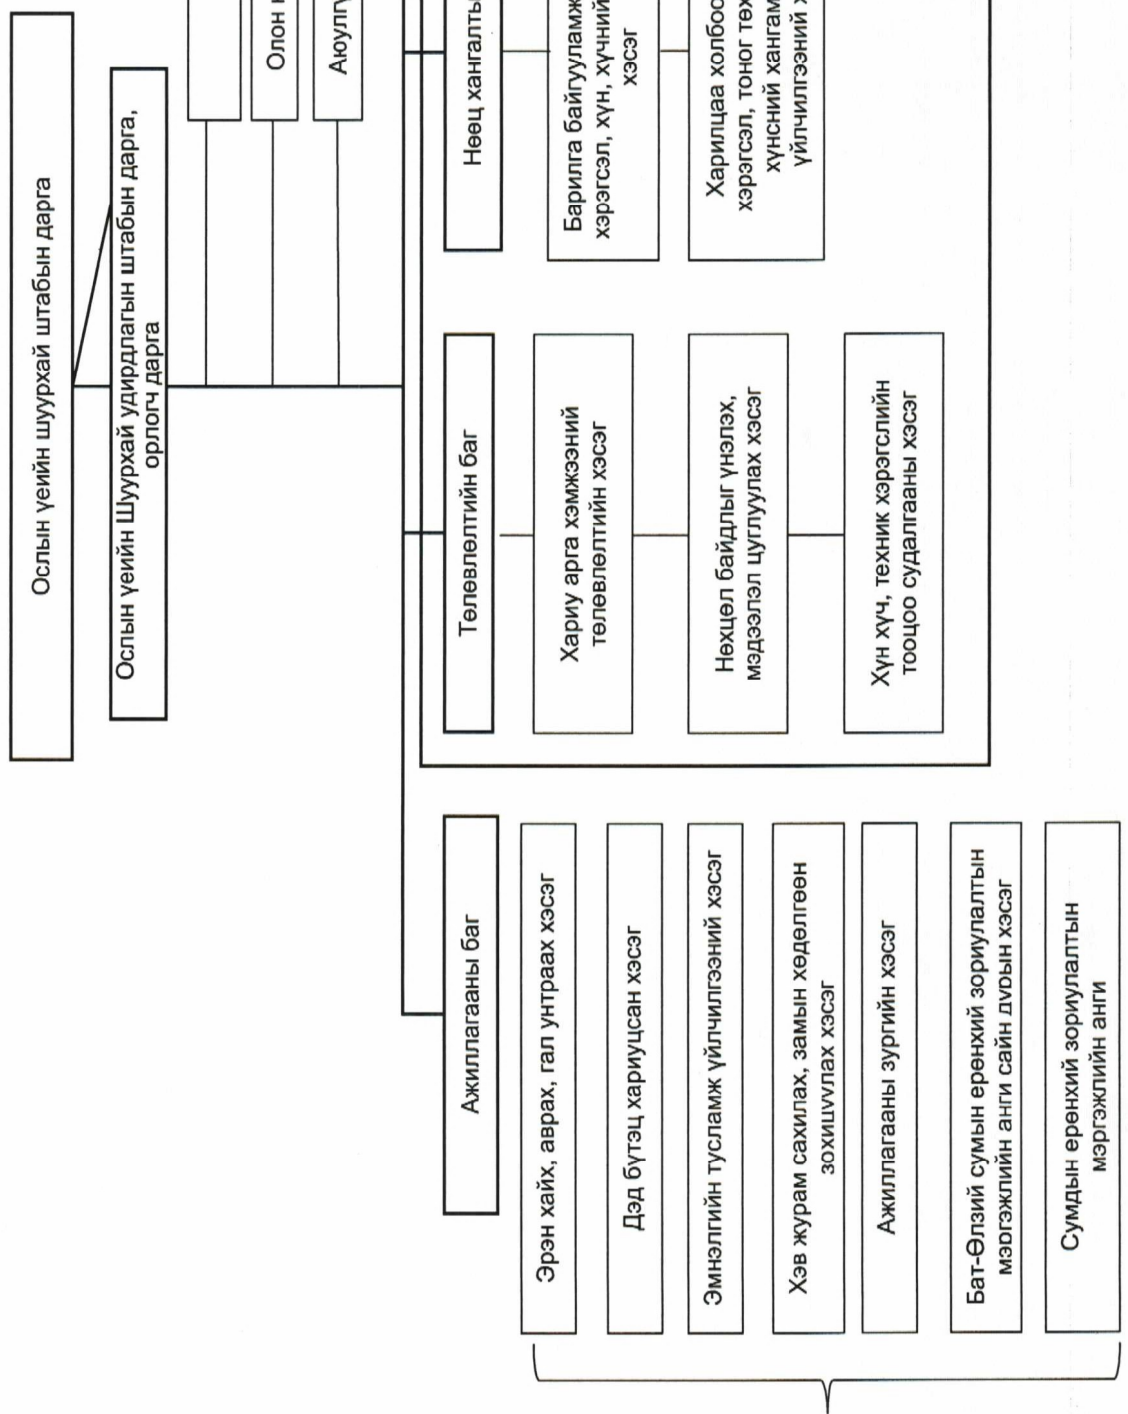 Ослын үеийн шуурхай штабын дарга
Ослын үеийн Шуурхай удирдлагын штабын дарга,
орлогч дарга
Олон
Ажиллагааны баг
Эрэн хайх, аврах, гал унтраах хэсэг
Дэд бүтэц хариуцсан хэсэг
Эмнэлгийн тусламж үйлчилгээний хэсэг
Хэв журам сахилах, замын хөдөлгөөн
зохицуулах хэсэг
Ажиллагааны зургийн хэсэг
Бат-Өлзий сумын ерөнхий зориулалтын
мэргэжлийн анги сайн дурын хэсэг
Сумдын ерөнхий зориулалтын
мэргэжлийн анги
Төлөвлөлтийн баг
Хариу арга хэмжээний
төлөвлөлтийн хэсэг
Нөхцөл байдлыг үнэлэх,
мэдээлэл цуглуулах хэсэг
Хүн хүч, техник хэрэгслийн
тооцоо судалгааны хэсэг
Нөөц хангалты
Барилга байгууламж
хэрэгсэл, хүн, хүчний
хэсэг
Харилцаа холбоо
хэрэгсэл, тоног тех
хүнсний хангам
үйлчилгээний